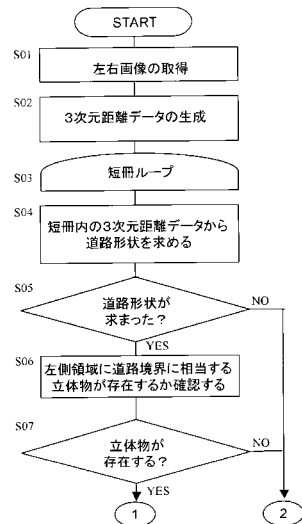 START
S01
左右画像の取得
S02
3次元距離データの生成
S03
短冊ループ
S04
短冊内の3次元距離データから
道路形状を求める
S05
道路形状が
求まった？
NO
YES
S06
左側領域に道路境界に相当する
立体物が存在するか確認する
S07
立体物が
存在する？
NO
YES
1
2